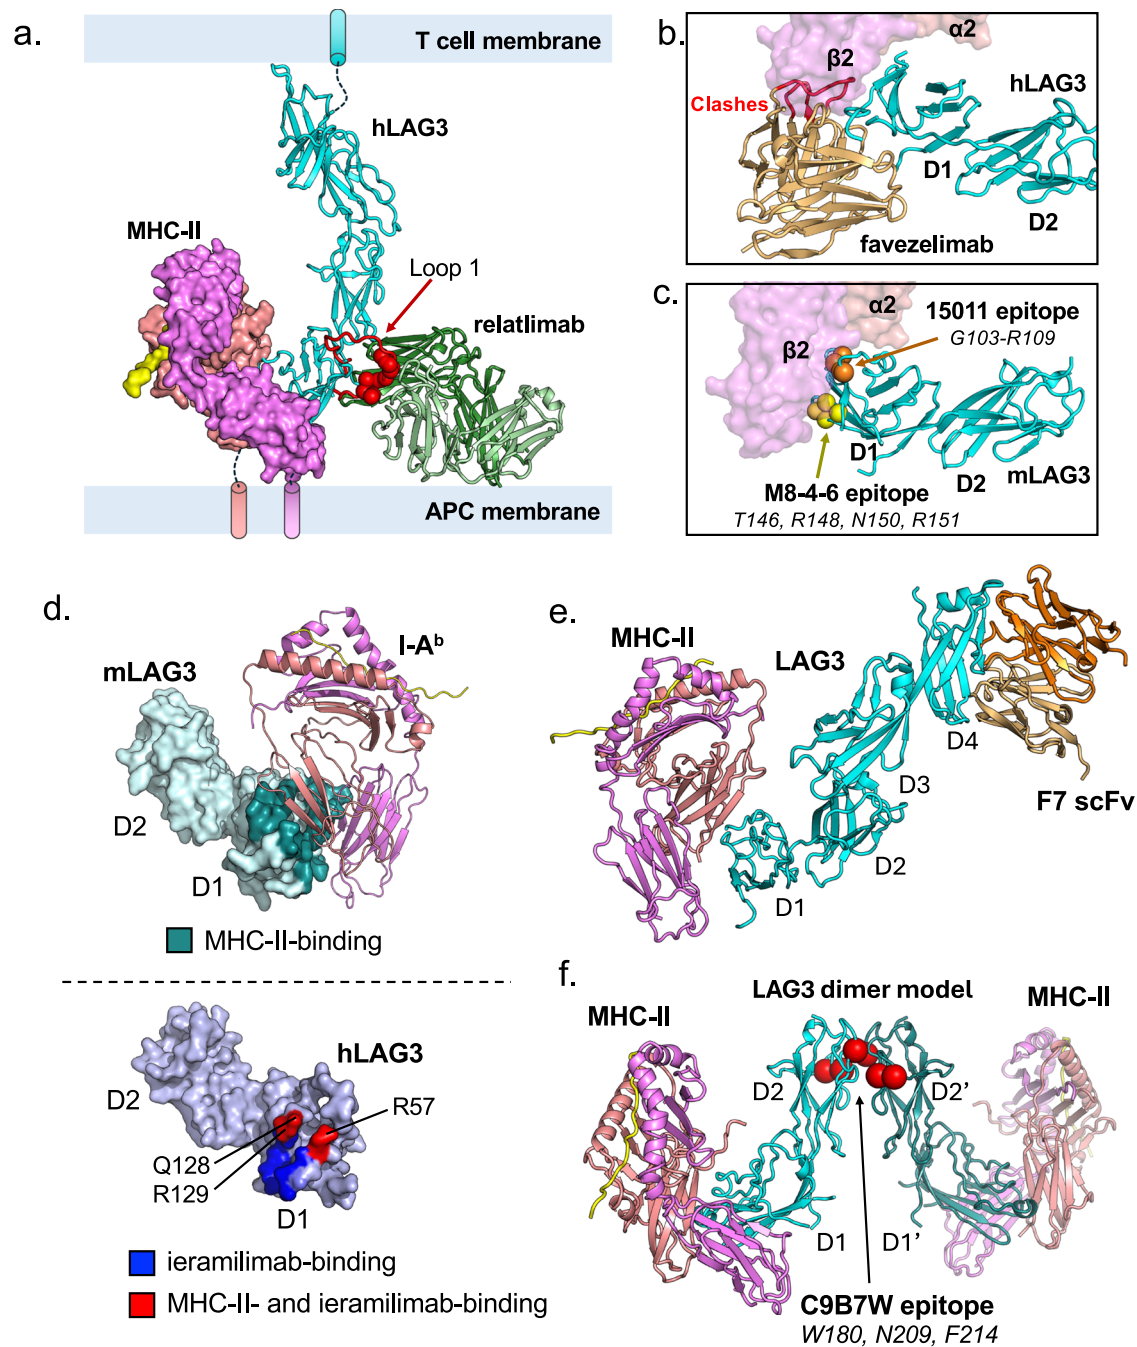 a.
T cell membrane
hLAG3
MHC-II
Loop 1
relatlimab
APC membrane
b.
α2
β2
Clashes
hLAG3
D1
D2
favezelimab
c.
α2
15011 epitope
G103-R109
β2
D1
D2
mLAG3
M8-4-6 epitope
T146, R148, N150, R151
d.
I-Aᵇ
mLAG3
D2
D1
MHC-II-binding
hLAG3
D2
R57
Q128
R129
D1
ieramilimab-binding
MHC-II- and ieramilimab-binding
e.
MHC-II
LAG3
D4
D3
F7 scFv
D2
D1
f.
LAG3 dimer model
MHC-II
MHC-II
D2
D2’
D1
D1’
C9B7W epitope
W180, N209, F214